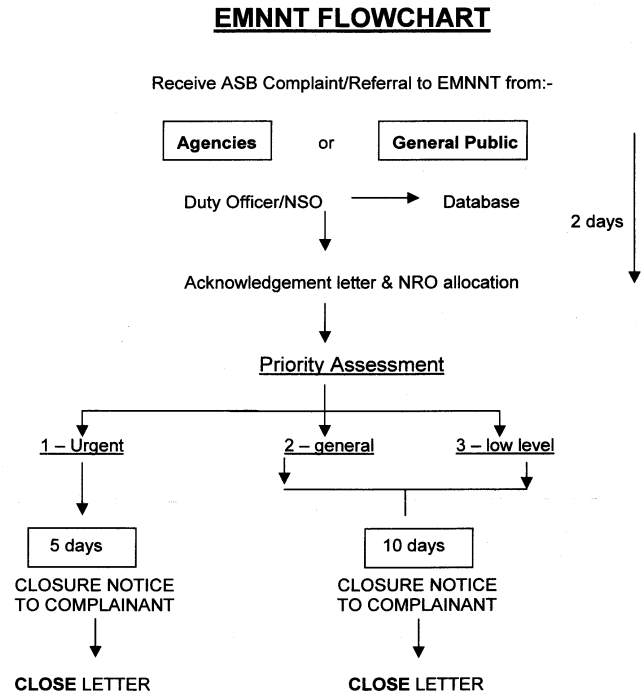 EMNNT FLOWCHART
Receive ASB Complaint/Referral to EMNNT from:-
Agencies or General Public
Duty Officer/NSO Database
2 days
Acknowledgement letter & NRO allocation
Priority Assessment
1 – Urgent 2 – general 3 – low level
5 days 10 days
CLOSURE NOTICE
TO COMPLAINANT
CLOSURE NOTICE
TO COMPLAINANT
CLOSE LETTER CLOSE LETTER